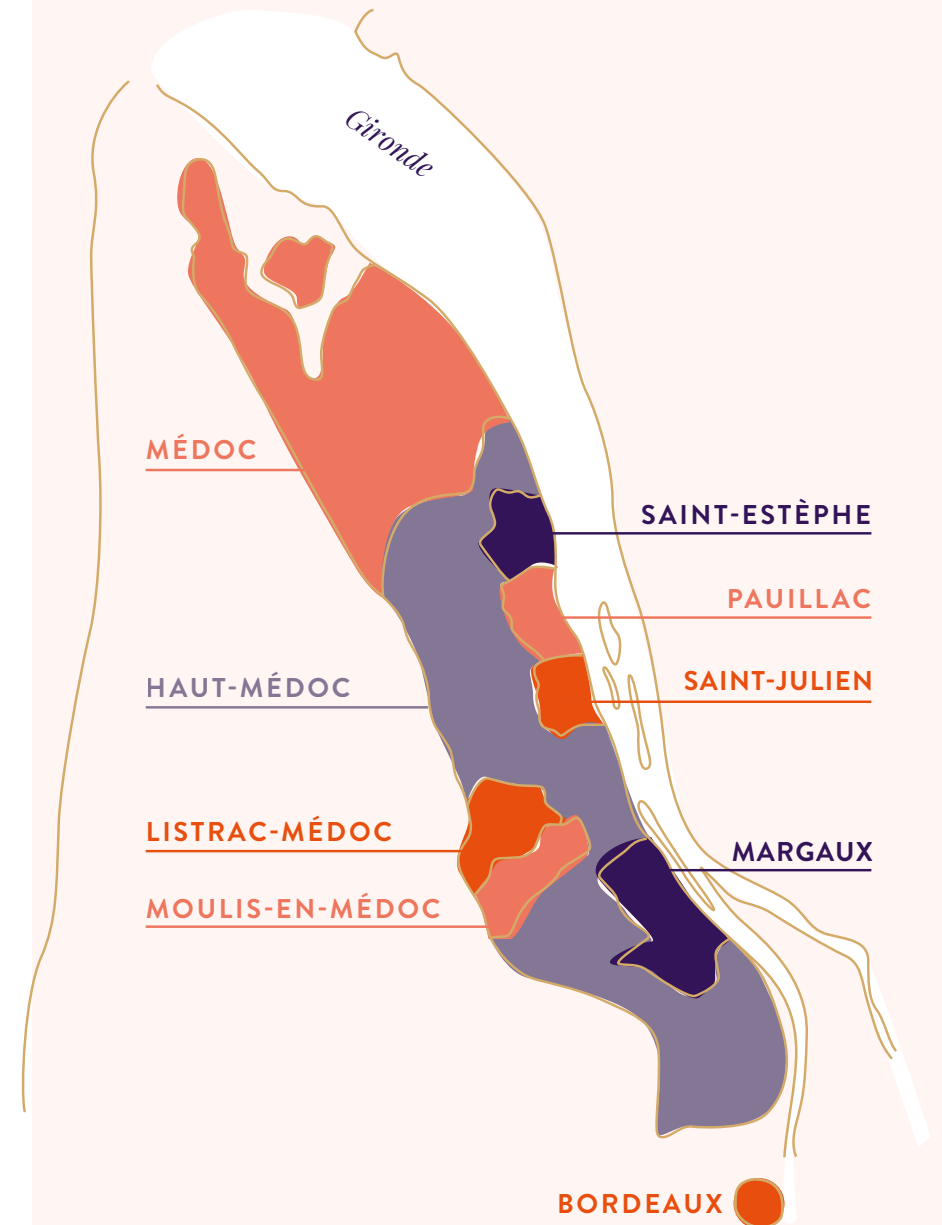 Gironde
MÉDOC
SAINT-ESTÈPHE
PAUILLAC
SAINT-JULIEN
HAUT-MÉDOC
LISTRAC-MÉDOC
MARGAUX
MOULIS-EN-MÉDOC
BORDEAUX